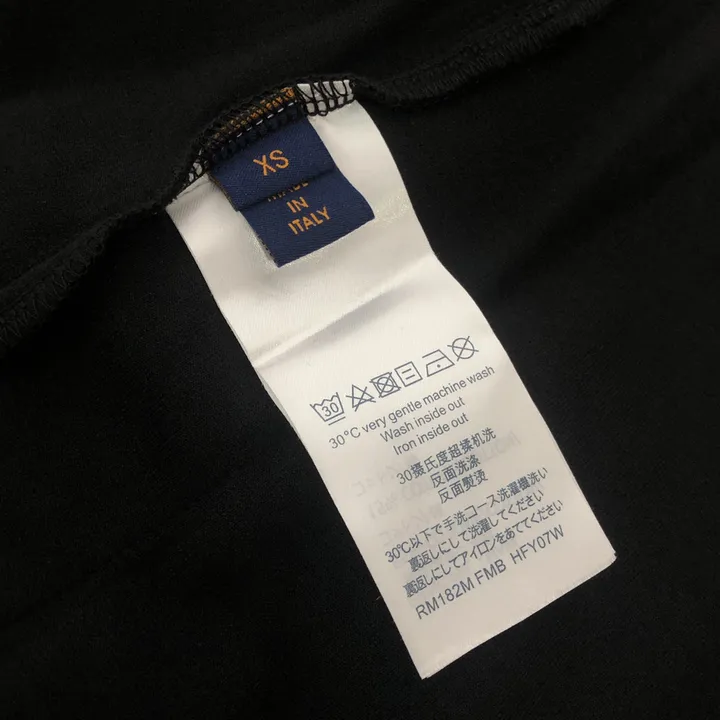 XS
MADE
IN
ITALY
30
30°C very gentle machine wash
Wash inside out
Iron inside out
30摄氏度超柔机洗
反面洗涤
反面熨烫
30℃以下で手洗コース洗濯機洗い
裏返しにして洗濯してください
裏返しにしてアイロンをあててください
RM182M FMB HFY07W